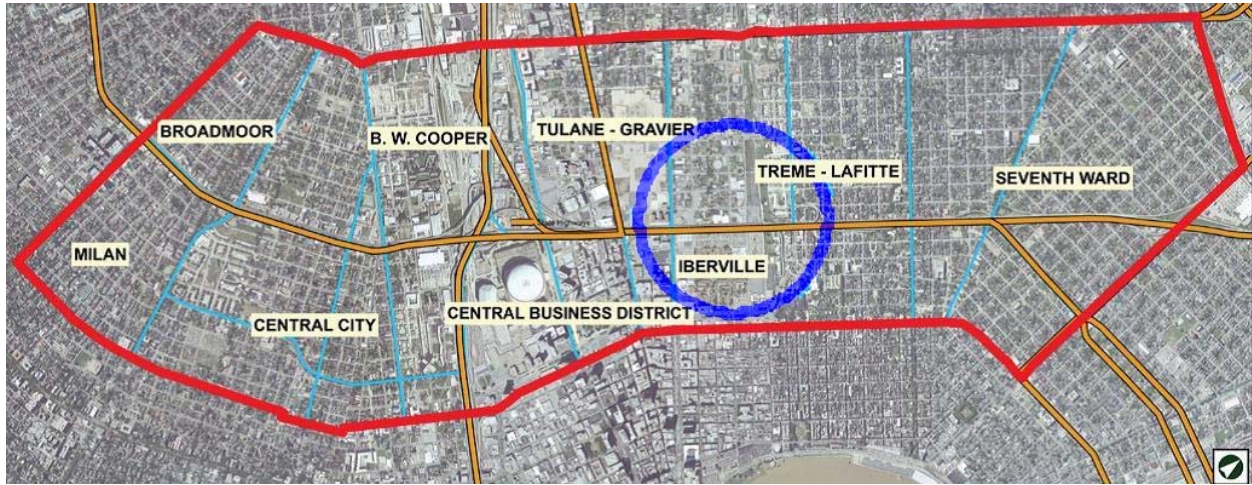 BROADMOOR
B. W. COOPER
TULANE - GRAVIER
TREME - LAFITTE
SEVENTH WARD
MILAN
IBERVILLE
CENTRAL CITY
CENTRAL BUSINESS DISTRICT